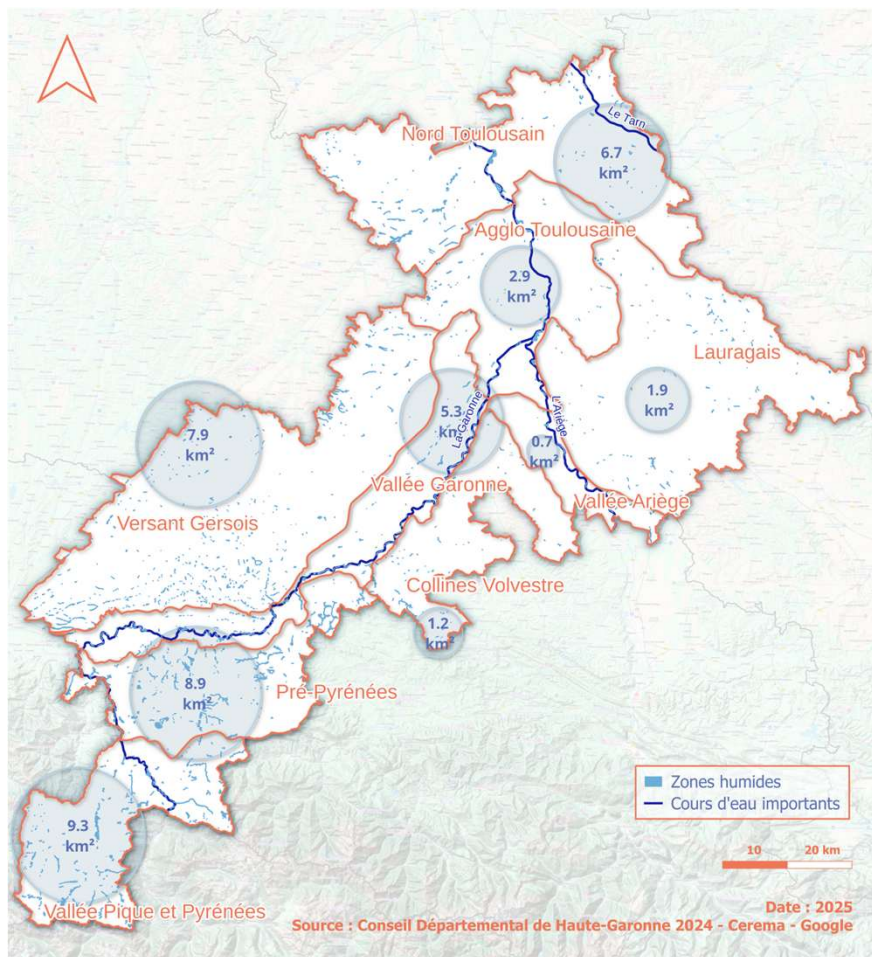 Le Tarn
Nord Toulousain
6.7
km²
Agglo Toulousaine
2.9
km²
Lauragais
1.9
km²
La Garonne
5.3
km²
L'Ariège
0.7
km²
7.9
km²
Vallée Garonne
Vallée Ariège
Versant Gersois
Collines Volvestre
1.2
km²
8.9
km²
Pré-Pyrénées
Zones humides
Cours d'eau importants
9.3
km²
10 20 km
Vallée Pique et Pyrénées
Date : 2025
Source : Conseil Départemental de Haute-Garonne 2024 - Cerema - Google